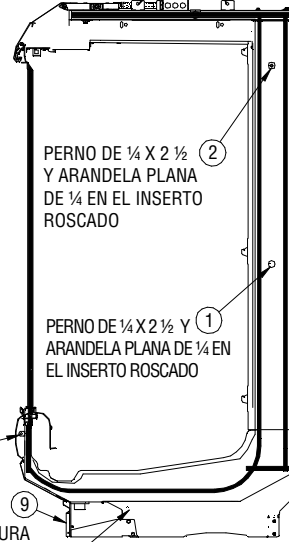 PERNO DE ¼ X 2 ½ 2
Y ARANDELA PLANA
DE ¼ EN EL INSERTO
ROSCADO
PERNO DE ¼ X 2 ½ Y 1
ARANDELA PLANA DE ¼ EN
EL INSERTO ROSCADO
9
URA